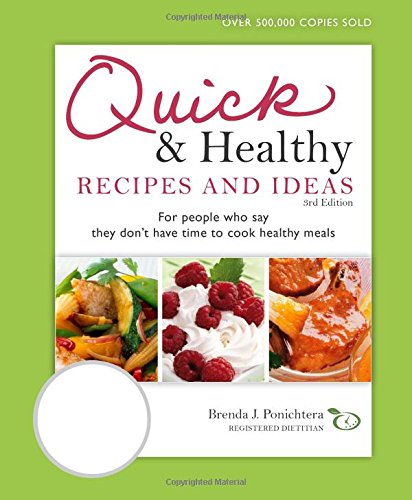 Copyrighted Material
OVER 500,000 COPIES SOLD
Quick
& Healthy
RECIPES AND IDEAS
3rd Edition
For people who say
they don't have time to cook healthy meals
Brenda J. Ponichtera
REGISTERED DIETITIAN
Copyrighted Material